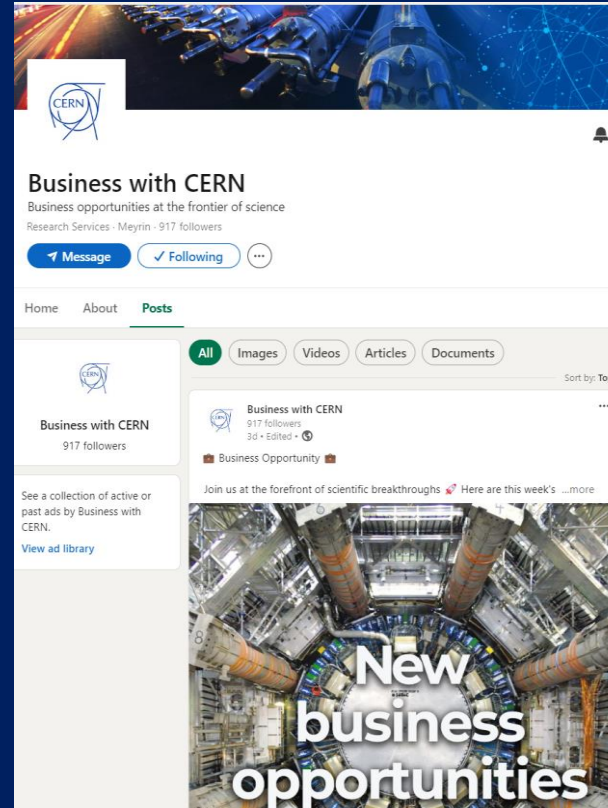 CERN
Business with CERN
Business opportunities at the frontier of science
Research Services · Meyrin · 917 followers
Message
✓ Following
Home
About
Posts
CERN
Business with CERN
917 followers
See a collection of active or
past ads by Business with
CERN.
View ad library
All
Images
Videos
Articles
Documents
Sort by: To
CERN
Business with CERN
917 followers
3d • Edited •
💼 Business Opportunity 💼
Join us at the forefront of scientific breakthroughs 🚀 Here are this week's ...more
6
4
8
New
business
opportunities